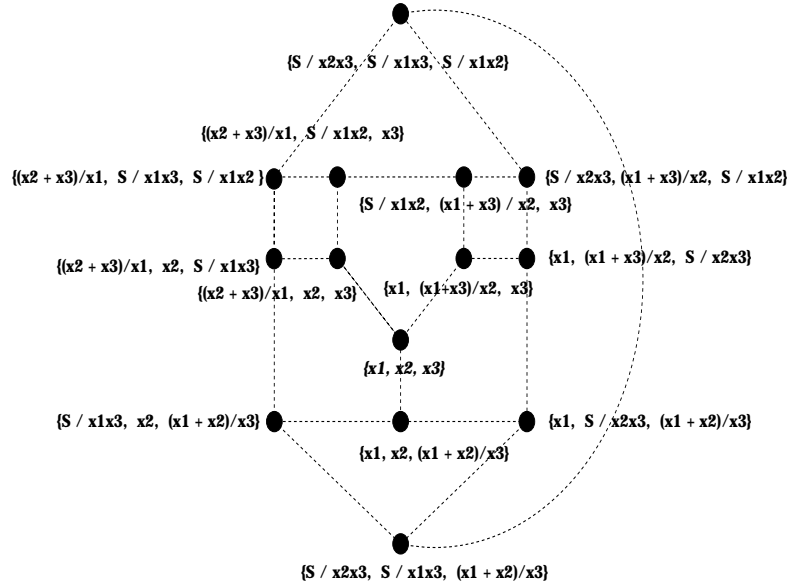 {S / x2x3, S / x1x3, S / x1x2}
{(x2 + x3)/x1, S / x1x2, x3}
{(x2 + x3)/x1, S / x1x3, S / x1x2 }
{S / x2x3, (x1 + x3)/x2, S / x1x2}
{S / x1x2, (x1 + x3) / x2, x3}
{(x2 + x3)/x1, x2, S / x1x3}
{x1, (x1 + x3)/x2, S / x2x3}
{(x2 + x3)/x1, x2, x3}
{x1, (x1+x3)/x2, x3}
{x1, x2, x3}
{S / x1x3, x2, (x1 + x2)/x3}
{x1, S / x2x3, (x1 + x2)/x3}
{x1, x2, (x1 + x2)/x3}
{S / x2x3, S / x1x3, (x1 + x2)/x3}